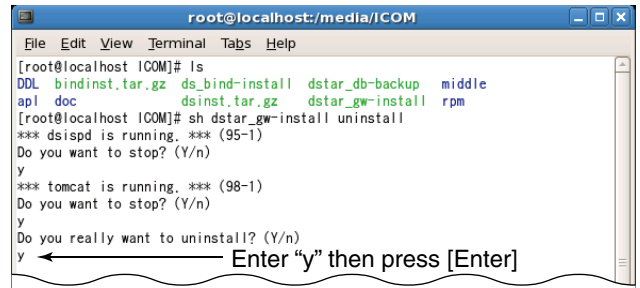 root@localhost:/media/ICOM
File Edit View Terminal Tabs Help
[root@localhost ICOM]# ls
DDL bindinst.tar.gz ds_bind-install dstar_db-backup middle
apl doc dsinst.tar.gz dstar_gw-install rpm
[root@localhost ICOM]# sh dstar_gw-install uninstall
*** dsispd is running. *** (95-1)
Do you want to stop? (Y/n)
y
*** tomcat is running. *** (98-1)
Do you want to stop? (Y/n)
y
Do you really want to uninstall? (Y/n)
y Enter “y” then press [Enter]